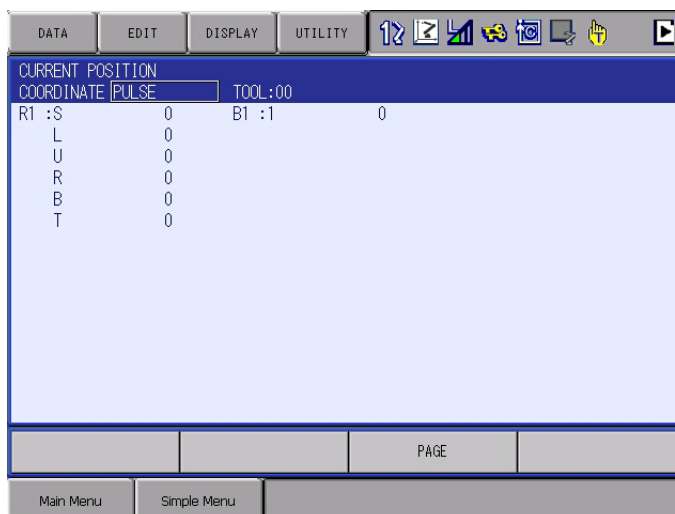 DATA EDIT DISPLAY UTILITY
CURRENT POSITION
COORDINATE PULSE TOOL:00
R1 :S 0 B1 :1 0
L 0
U 0
R 0
B 0
T 0
PAGE
Main Menu Simple Menu